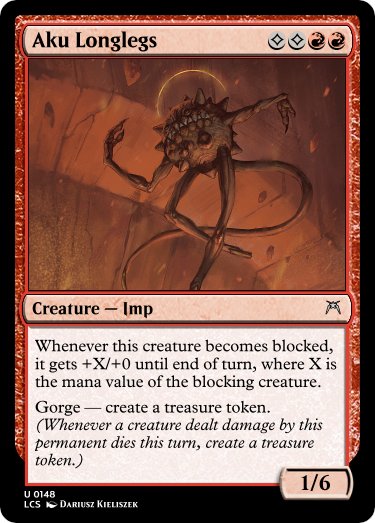 Aku Longlegs
Creature — Imp
Whenever this creature becomes blocked,
it gets +X/+0 until end of turn, where X is
the mana value of the blocking creature.
Gorge — create a treasure token.
(Whenever a creature dealt damage by this
permanent dies this turn, create a treasure
token.)
1/6
U 0148
LCS DARIUSZ KIELISZEK